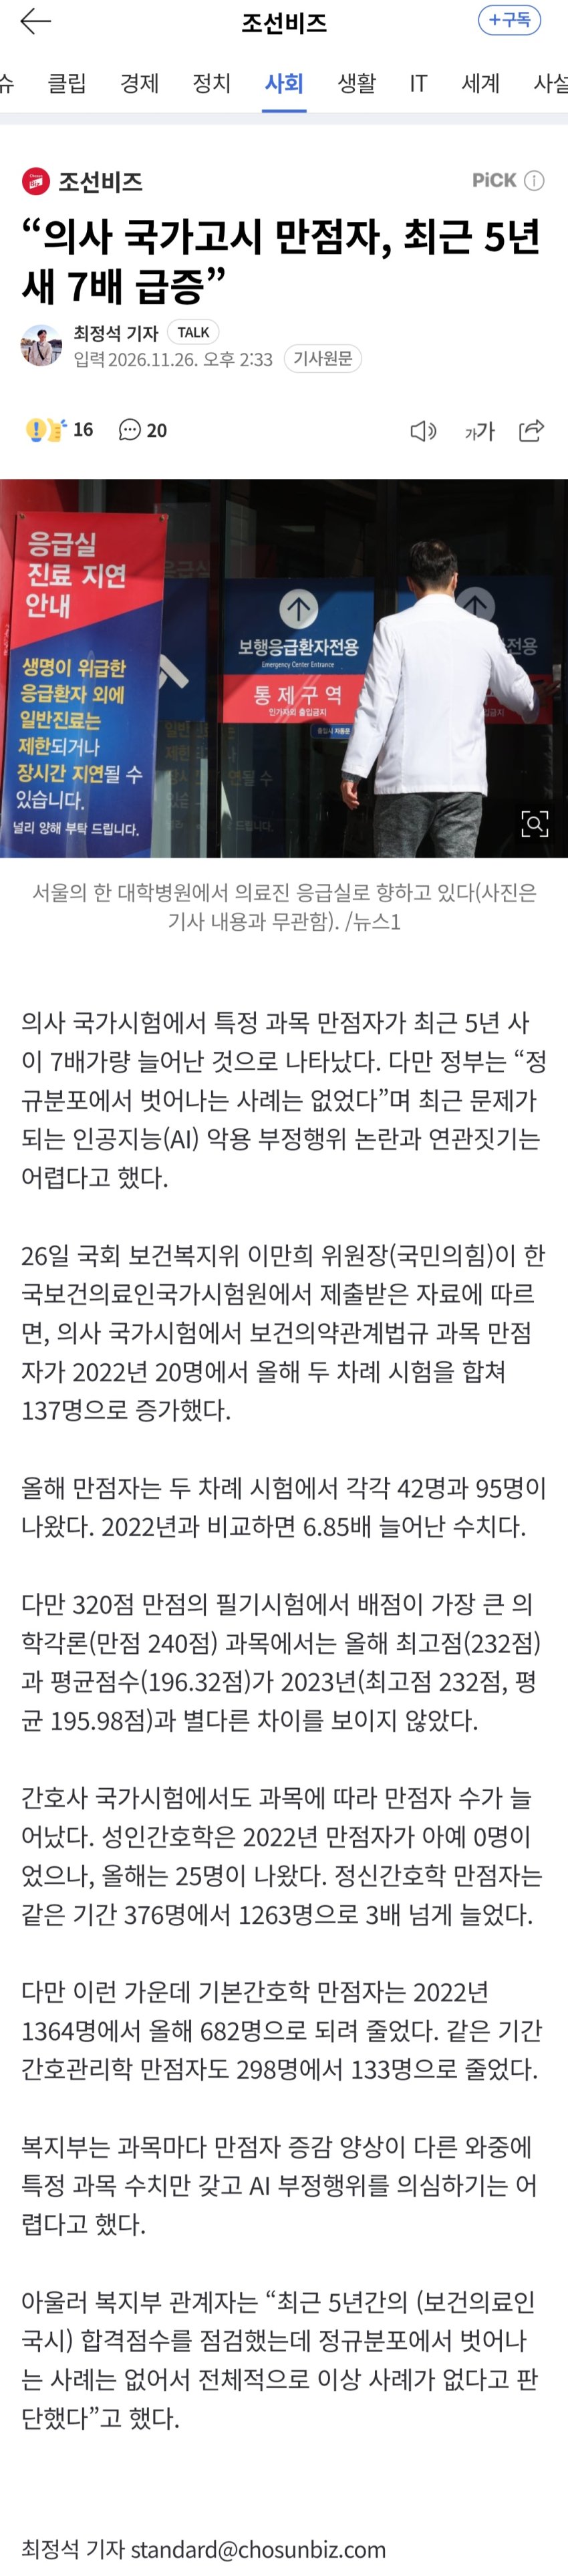 조선비즈
+구독
슈 클립 경제 정치 사회 생활 IT 세계 사설
조선비즈
PiCK
“의사 국가고시 만점자, 최근 5년
새 7배 급증”
최정석 기자 TALK
입력 2026.11.26. 오후 2:33 기사원문
16 20
가가
응급실
진료 지연
안내
생명이 위급한
응급환자 외에
일반진료는
제한되거나
장시간 지연될 수
있습니다.
널리 양해 부탁 드립니다.
보행응급환자전용
Emergency Center Entrance
통제구역
인가자외 출입금지
전용
서울의 한 대학병원에서 의료진 응급실로 향하고 있다(사진은
기사 내용과 무관함). /뉴스1
의사 국가시험에서 특정 과목 만점자가 최근 5년 사
이 7배가량 늘어난 것으로 나타났다. 다만 정부는 “정
규분포에서 벗어나는 사례는 없었다”며 최근 문제가
되는 인공지능(AI) 악용 부정행위 논란과 연관짓기는
어렵다고 했다.
26일 국회 보건복지위 이만희 위원장(국민의힘)이 한
국보건의료인국가시험원에서 제출받은 자료에 따르
면, 의사 국가시험에서 보건의약관계법규 과목 만점
자가 2022년 20명에서 올해 두 차례 시험을 합쳐
137명으로 증가했다.
올해 만점자는 두 차례 시험에서 각각 42명과 95명이
나왔다. 2022년과 비교하면 6.85배 늘어난 수치다.
다만 320점 만점의 필기시험에서 배점이 가장 큰 의
학각론(만점 240점) 과목에서는 올해 최고점(232점)
과 평균점수(196.32점)가 2023년(최고점 232점, 평
균 195.98점)과 별다른 차이를 보이지 않았다.
간호사 국가시험에서도 과목에 따라 만점자 수가 늘
어났다. 성인간호학은 2022년 만점자가 아예 0명이
었으나, 올해는 25명이 나왔다. 정신간호학 만점자는
같은 기간 376명에서 1263명으로 3배 넘게 늘었다.
다만 이런 가운데 기본간호학 만점자는 2022년
1364명에서 올해 682명으로 되려 줄었다. 같은 기간
간호관리학 만점자도 298명에서 133명으로 줄었다.
복지부는 과목마다 만점자 증감 양상이 다른 와중에
특정 과목 수치만 갖고 AI 부정행위를 의심하기는 어
렵다고 했다.
아울러 복지부 관계자는 “최근 5년간의 (보건의료인
국시) 합격점수를 점검했는데 정규분포에서 벗어나
는 사례는 없어서 전체적으로 이상 사례가 없다고 판
단했다”고 했다.
최정석 기자 standard@chosunbiz.com